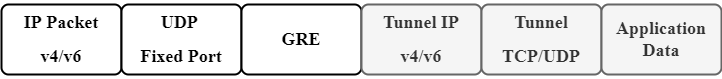 IP Packet
v4/v6
UDP
Fixed Port
GRE
Tunnel IP
v4/v6
Tunnel
TCP/UDP
Application
Data